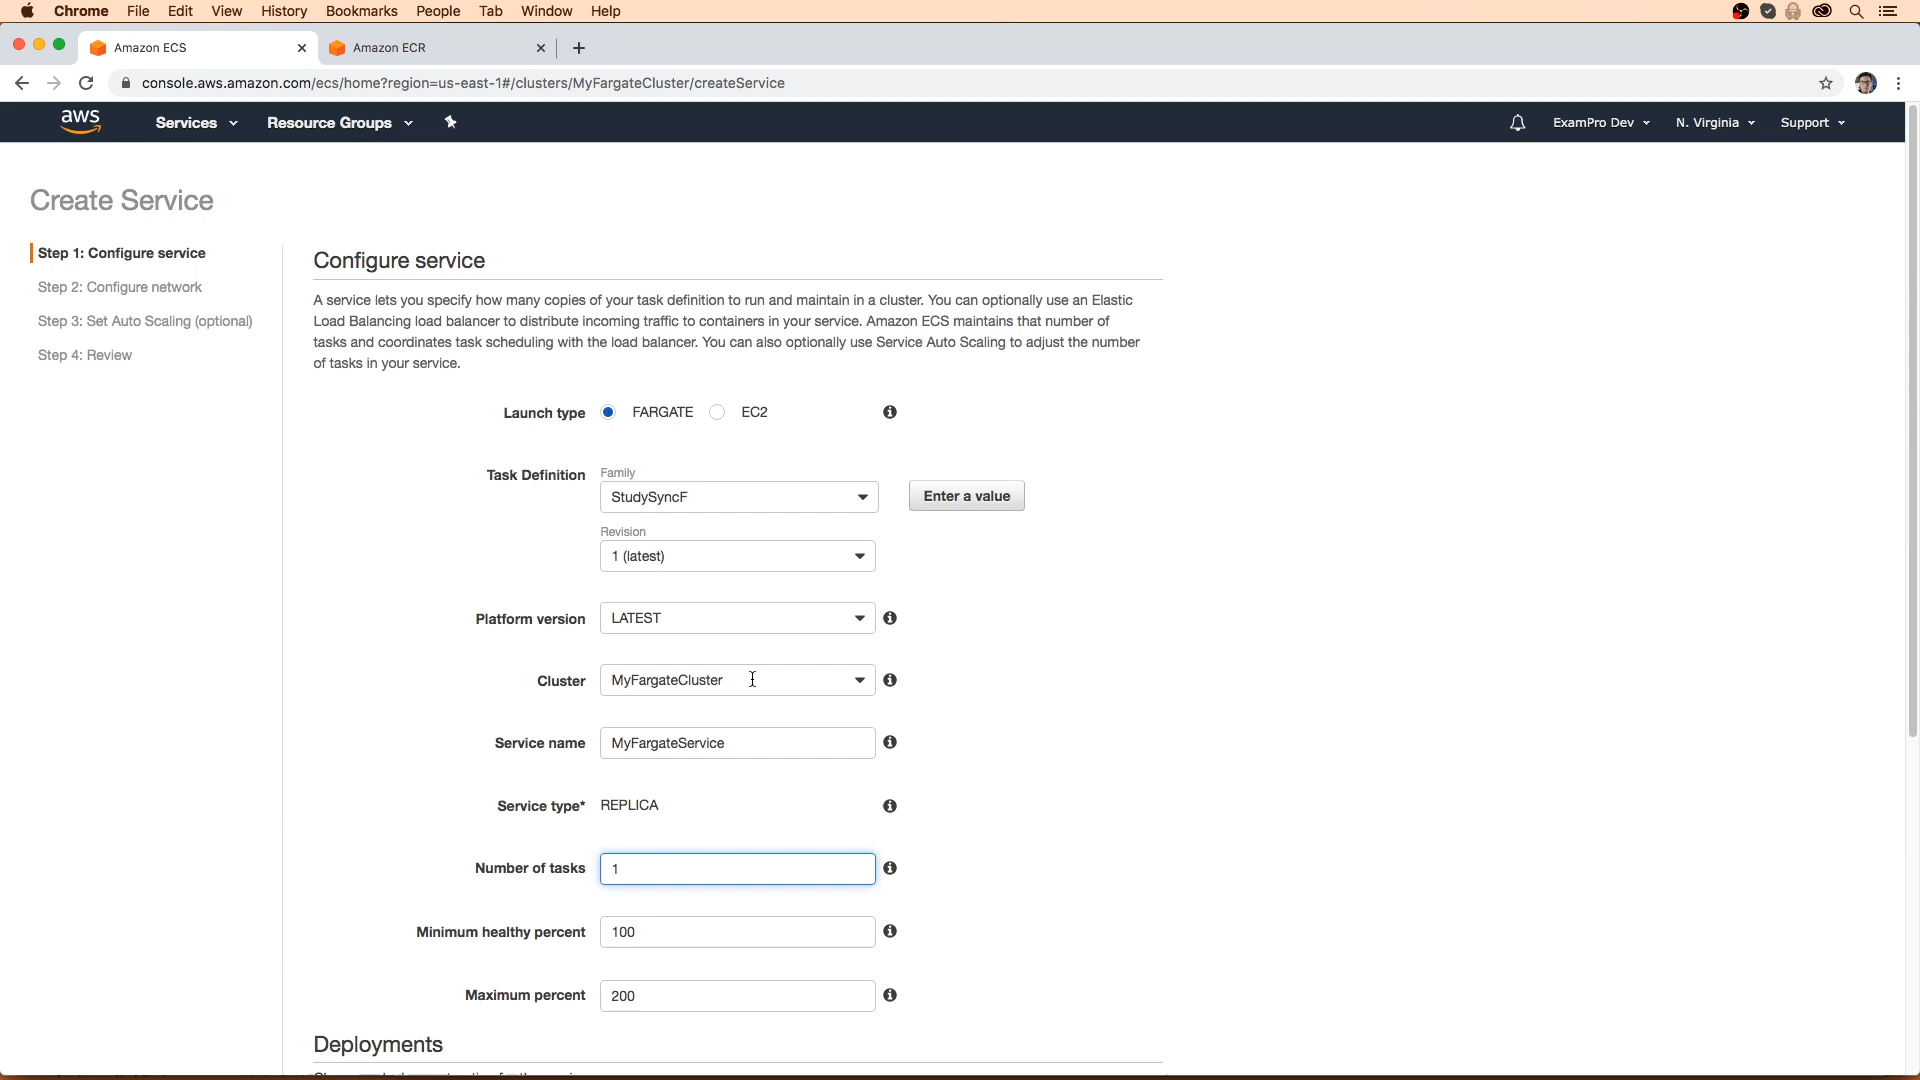 Chrome File Edit View History Bookmarks People Tab Window Help
Amazon ECS
Amazon ECR
console.aws.amazon.com/ecs/home?region=us-east-1#/clusters/MyFargateCluster/createService
aws Services Resource Groups ExamPro Dev N. Virginia Support
Create Service
Step 1: Configure service
Step 2: Configure network
Step 3: Set Auto Scaling (optional)
Step 4: Review
Configure service
A service lets you specify how many copies of your task definition to run and maintain in a cluster. You can optionally use an Elastic
Load Balancing load balancer to distribute incoming traffic to containers in your service. Amazon ECS maintains that number of
tasks and coordinates task scheduling with the load balancer. You can also optionally use Service Auto Scaling to adjust the number
of tasks in your service.
Launch type FARGATE EC2
Task Definition Family
StudySyncF Enter a value
Revision
1 (latest)
Platform version LATEST
Cluster MyFargateCluster
Service name MyFargateService
Service type* REPLICA
Number of tasks 1
Minimum healthy percent 100
Maximum percent 200
Deployments